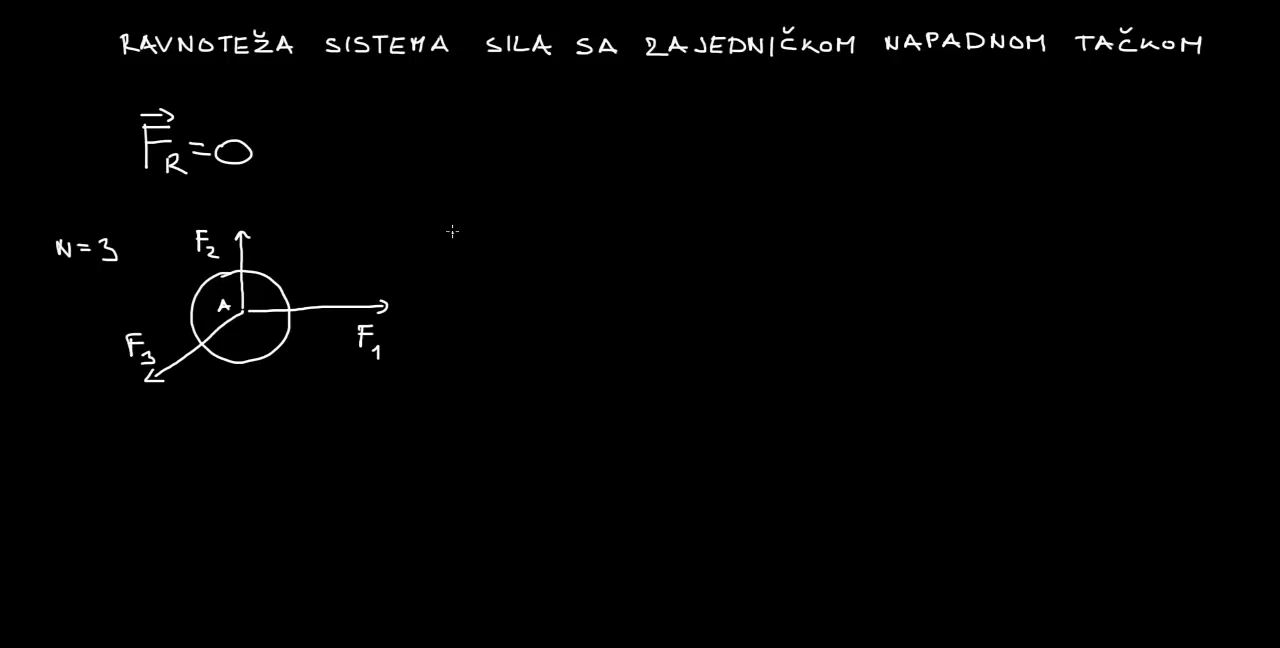 RAVNOTEŽA SISTEMA SILA SA ZAJEDNIČKOM NAPADNOM TAČKOM
F⃗R=0
N=3
F2
A
F3
F1